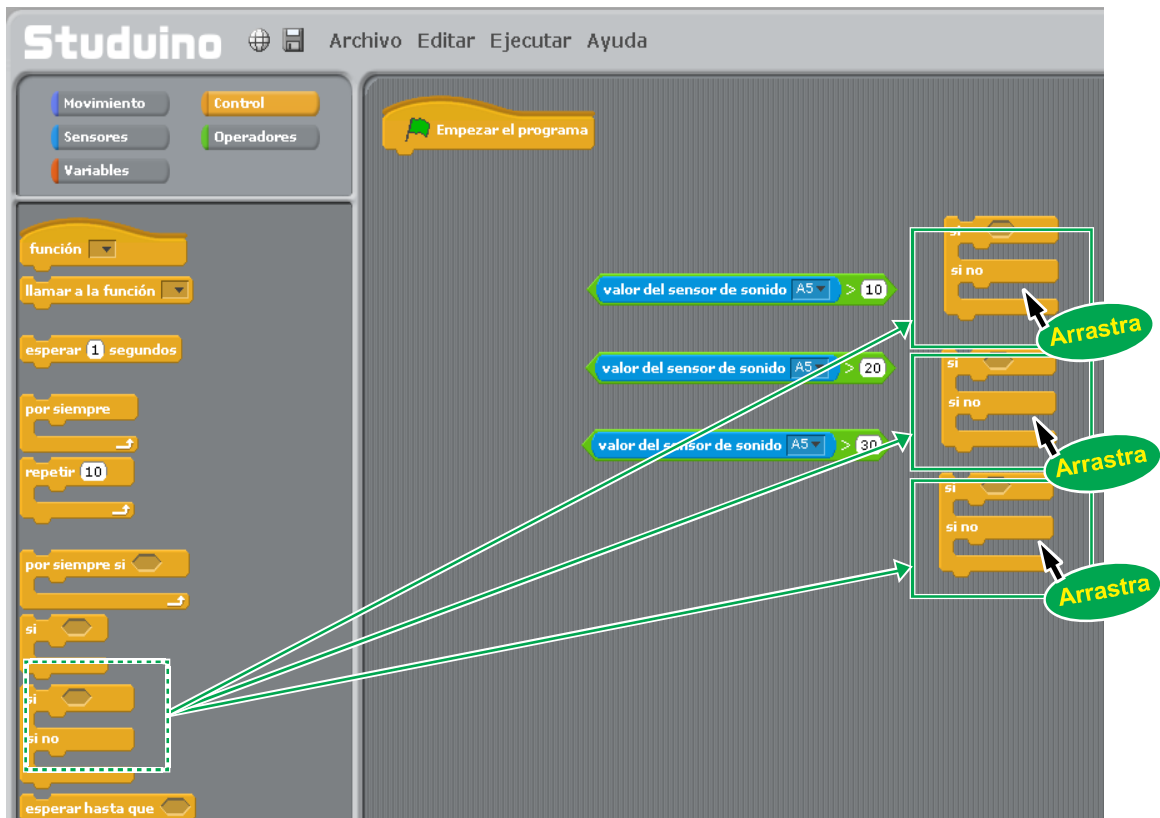 Studuino
Archivo Editar Ejecutar Ayuda
Movimiento
Control
Sensores
Operadores
Variables
función
llamar a la función
esperar 1 segundos
por siempre
repetir 10
por siempre si
si
si
si no
esperar hasta que
Empezar el programa
valor del sensor de sonido A5 > 10
valor del sensor de sonido A5 > 20
valor del sensor de sonido A5 > 30
si
si no
Arrastra
si
si no
Arrastra
si
si no
Arrastra